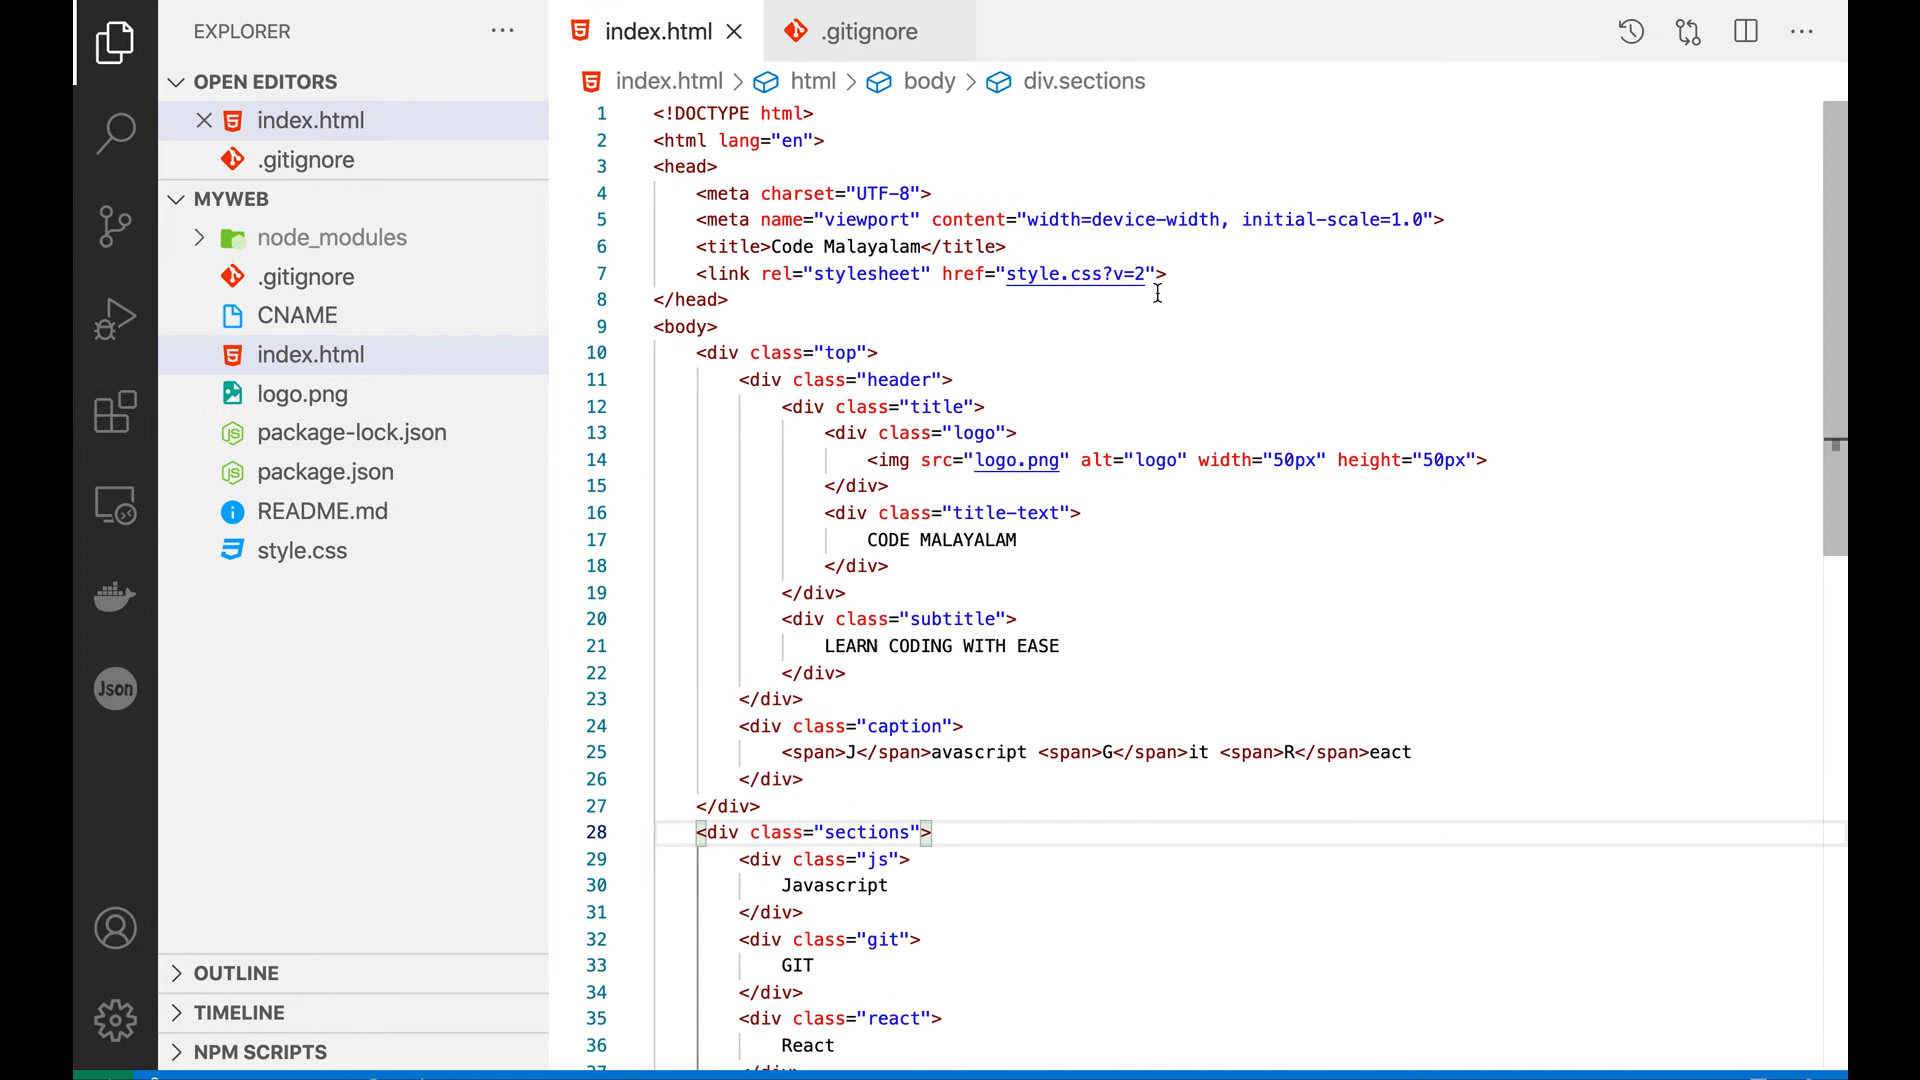 EXPLORER
OPEN EDITORS
index.html
.gitignore
MYWEB
node_modules
.gitignore
CNAME
index.html
logo.png
package-lock.json
package.json
README.md
style.css
Json
OUTLINE
TIMELINE
NPM SCRIPTS
index.html
.gitignore
index.html > html > body > div.sections
1 <!DOCTYPE html>
2 <html lang="en">
3 <head>
4 <meta charset="UTF-8">
5 <meta name="viewport" content="width=device-width, initial-scale=1.0">
6 <title>Code Malayalam</title>
7 <link rel="stylesheet" href="style.css?v=2">
8 </head>
9 <body>
10 <div class="top">
11 <div class="header">
12 <div class="title">
13 <div class="logo">
14 <img src="logo.png" alt="logo" width="50px" height="50px">
15 </div>
16 <div class="title-text">
17 CODE MALAYALAM
18 </div>
19 </div>
20 <div class="subtitle">
21 LEARN CODING WITH EASE
22 </div>
23 </div>
24 <div class="caption">
25 <span>J</span>avascript <span>G</span>it <span>R</span>eact
26 </div>
27 </div>
28 <div class="sections">
29 <div class="js">
30 Javascript
31 </div>
32 <div class="git">
33 GIT
34 </div>
35 <div class="react">
36 React
37 </div>